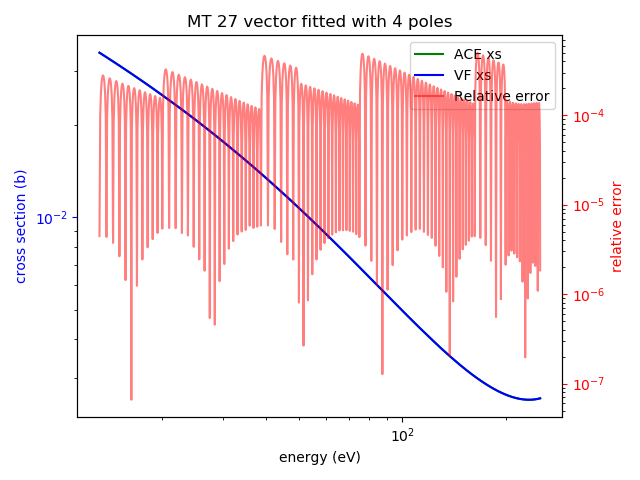 MT 27 vector fitted with 4 poles
ACE xs
VF xs
Relative error
cross section (b)
10⁻²
10⁻⁴
10⁻⁵
10⁻⁶
10⁻⁷
relative error
10²
energy (eV)